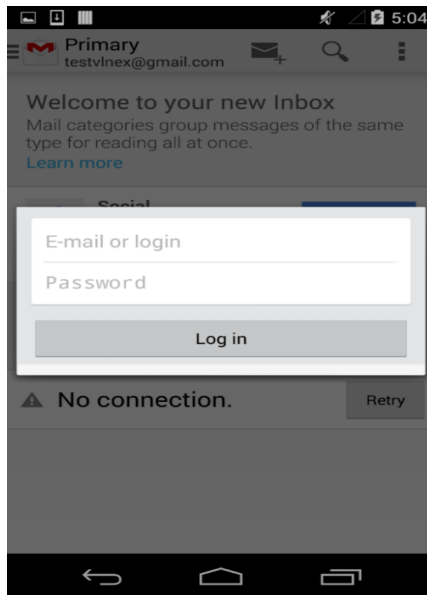 5:04
Primary
testvlnex@gmail.com
Welcome to your new Inbox
Mail categories group messages of the same
type for reading all at once.
Learn more
Social
E-mail or login
Password
Log in
No connection.
Retry